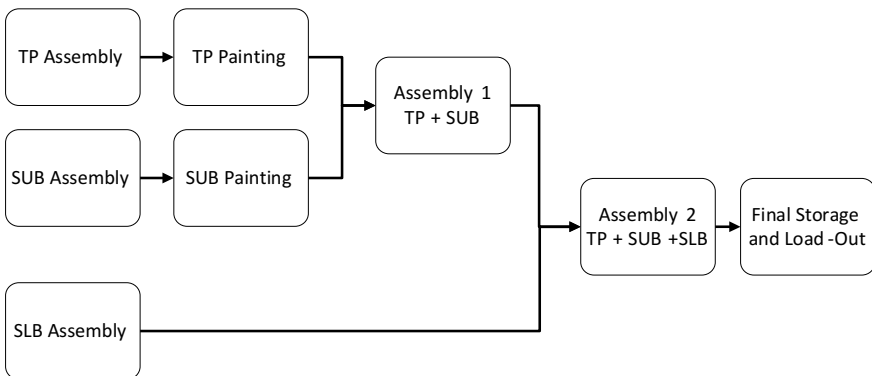 TP Assembly
TP Painting
Assembly 1
TP + SUB
SUB Assembly
SUB Painting
Assembly 2
TP + SUB +SLB
Final Storage
and Load -Out
SLB Assembly